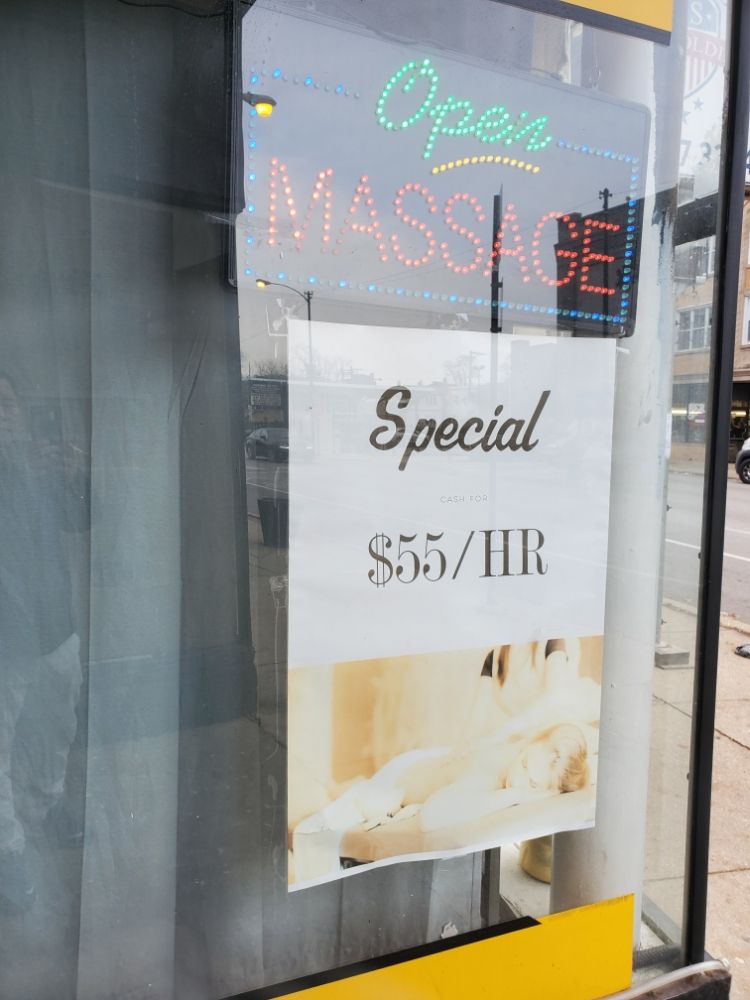 Open
MASSAGE
Special
CASH FOR
$55/HR